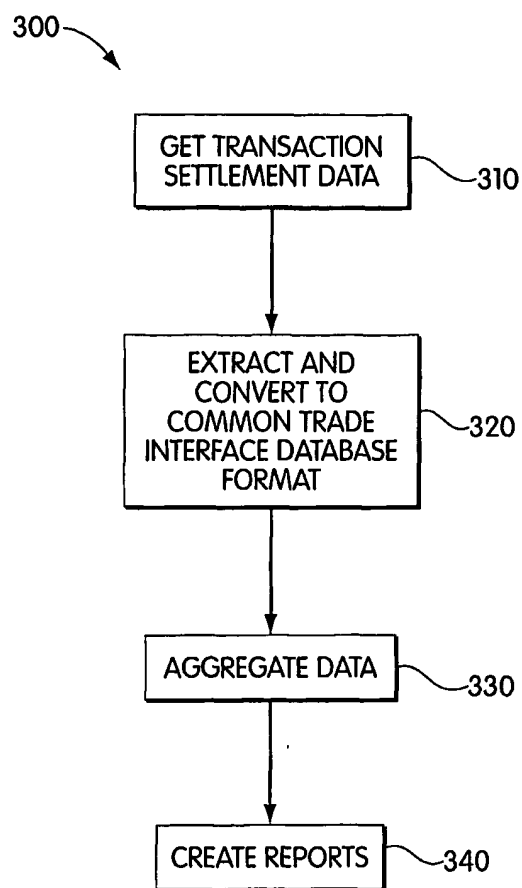 300
GET TRANSACTION
SETTLEMENT DATA
310
EXTRACT AND
CONVERT TO
COMMON TRADE
INTERFACE DATABASE
FORMAT
320
AGGREGATE DATA
330
CREATE REPORTS
340